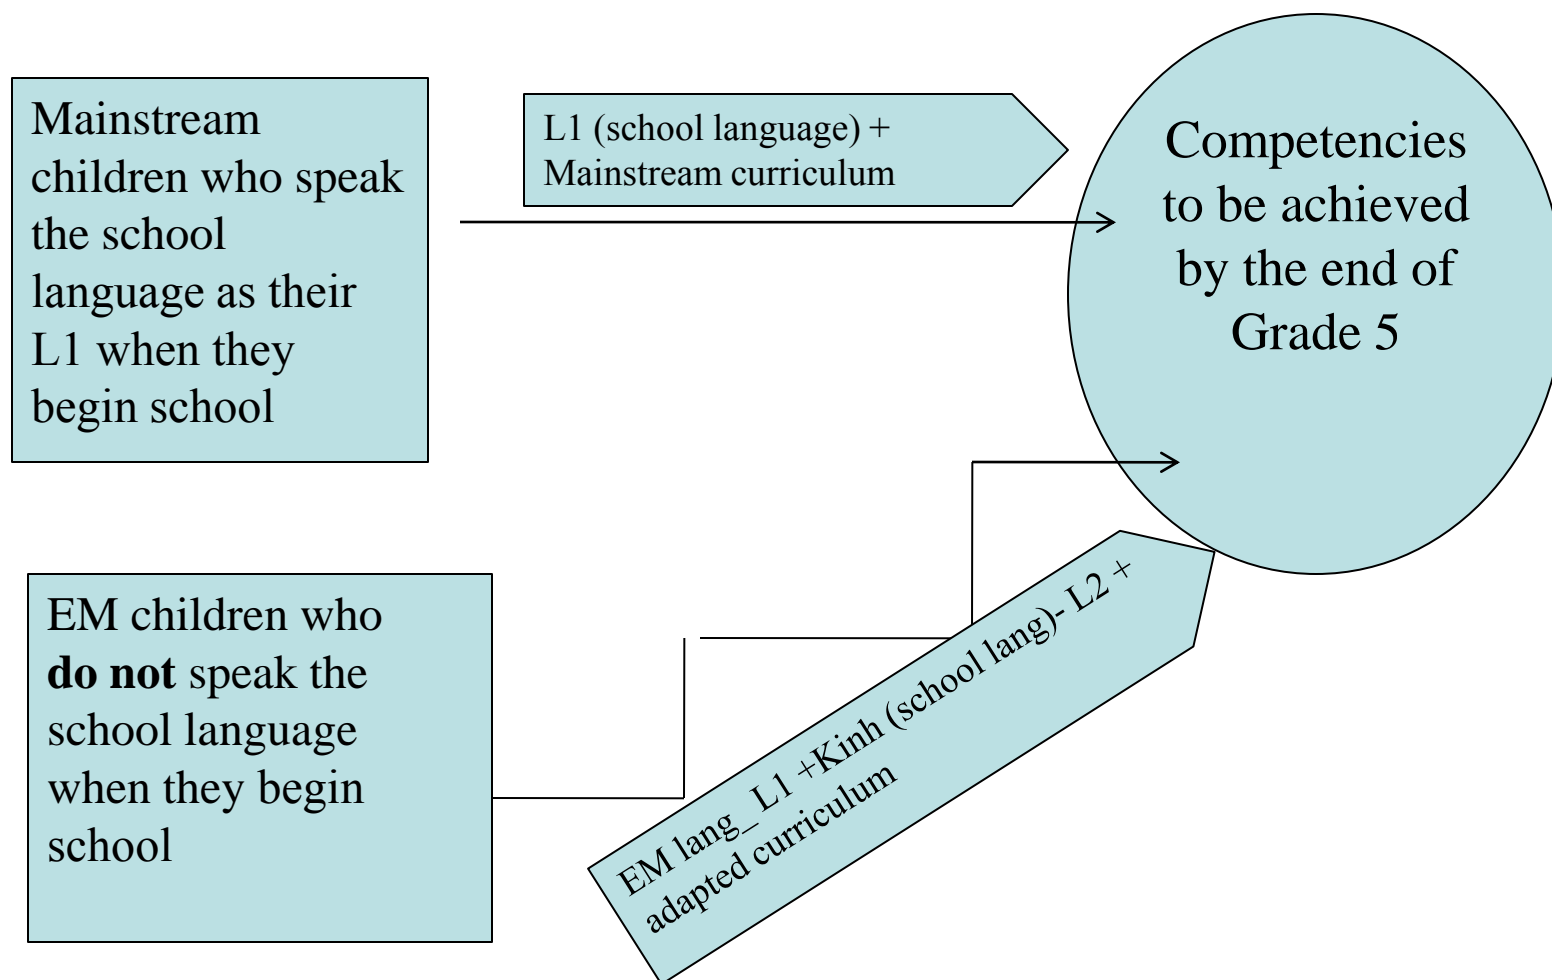 Mainstream
children who speak
the school
language as their
L1 when they
begin school
L1 (school language) +
Mainstream curriculum
Competencies
to be achieved
by the end of
Grade 5
EM children who
do not speak the
school language
when they begin
school
EM lang_ L1 +Kinh (school lang)- L2 +
adapted curriculum